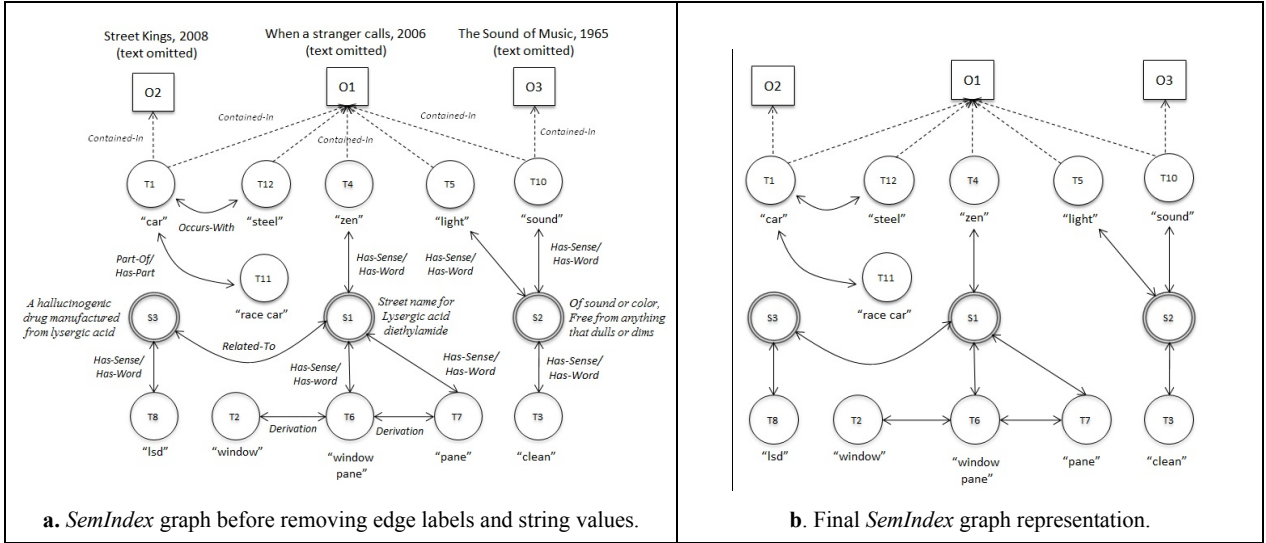 Street Kings, 2008
(text omitted)
When a stranger calls, 2006
(text omitted)
The Sound of Music, 1965
(text omitted)
O2
O1
O3
Contained-In
Contained-In
Contained-In
Contained-In
Contained-In
T1
T12
T4
T5
T10
"car"
"steel"
"zen"
"light"
"sound"
Occurs-With
Part-Of/
Has-Part
Has-Sense/
Has-Word
Has-Sense/
Has-Word
Has-Sense/
Has-Word
T11
"race car"
A hallucinogenic
drug manufactured
from lysergic acid
S3
S1
Street name for
Lysergic acid
diethylamide
S2
Of sound or color,
Free from anything
that dulls or dims
Related-To
Has-Sense/
Has-Word
Has-Sense/
Has-word
Has-Sense/
Has-Word
Has-Sense/
Has-Word
T8
T2
T6
T7
T3
Derivation
Derivation
"lsd"
"window"
"window
pane"
"pane"
"clean"
a. SemIndex graph before removing edge labels and string values.
O2
O1
O3
T1
T12
T4
T5
T10
"car"
"steel"
"zen"
"light"
"sound"
T11
"race car"
S3
S1
S2
T8
T2
T6
T7
T3
"lsd"
"window"
"window
pane"
"pane"
"clean"
b. Final SemIndex graph representation.